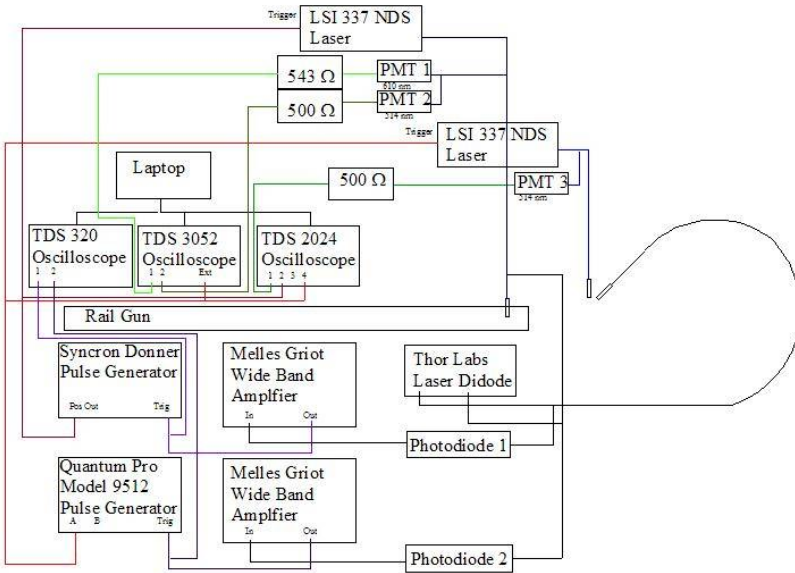 Trigger
LSI 337 NDS
Laser
543 Ω
PMT 1
610 nm
500 Ω
PMT 2
514 nm
Trigger
LSI 337 NDS
Laser
Laptop
500 Ω
PMT 3
514 nm
TDS 320
Oscilloscope
1 2
TDS 3052
Oscilloscope
1 2 Ext
TDS 2024
Oscilloscope
1 2 3 4
Rail Gun
Syncron Donner
Pulse Generator
Pos Out Trig
Melles Griot
Wide Band
Amplfier
In Out
Thor Labs
Laser Didode
Photodiode 1
Quantum Pro
Model 9512
Pulse Generator
A B Trig
Melles Griot
Wide Band
Amplfier
In Out
Photodiode 2